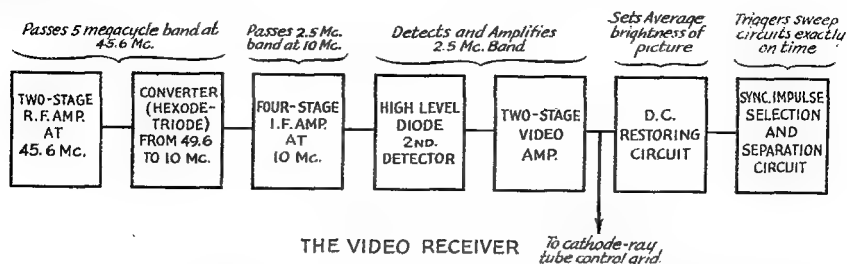 Passes 5 megacycle band at
45.6 Mc.
Passes 2.5 Mc.
band at 10 Mc.
Detects and Amplifies
2.5 Mc. Band
Sets Average
brightness of
picture
Triggers sweep
circuits exactly
on time
TWO-STAGE
R.F. AMP.
AT
45.6 MC.
CONVERTER
(HEXODE-
TRIODE)
FROM 49.6
TO 10 MC.
FOUR-STAGE
I.F. AMP.
AT
10 MC.
HIGH LEVEL
DIODE
2ND.
DETECTOR
TWO-STAGE
VIDEO
AMP.
D.C.
RESTORING
CIRCUIT
SYNC. IMPULSE
SELECTION
AND
SEPARATION
CIRCUIT
THE VIDEO RECEIVER
To cathode-ray
tube control grid.